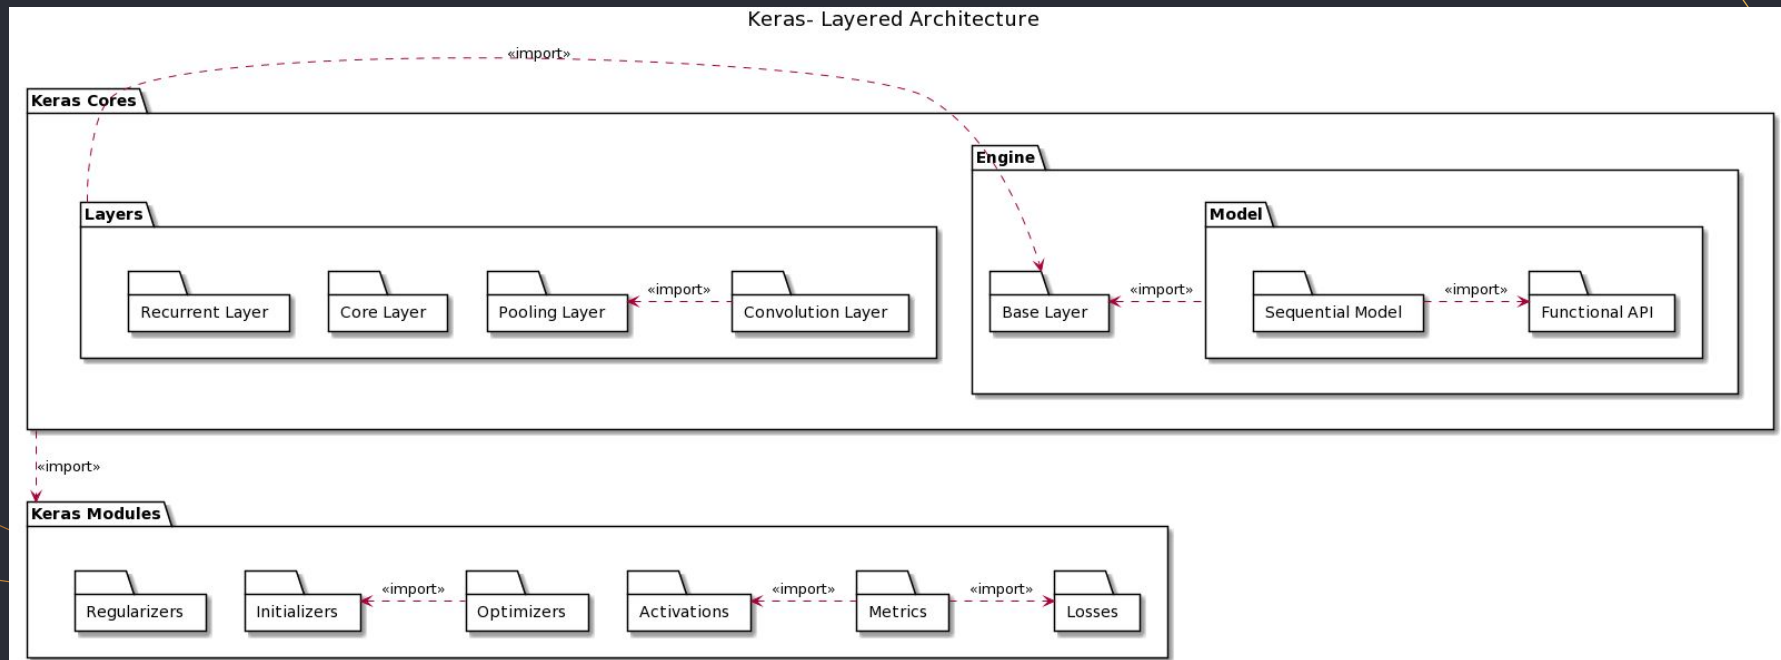 Keras- Layered Architecture
«import»
Keras Cores
Engine
Layers
Model
«import»
«import»
«import»
Recurrent Layer
Core Layer
Pooling Layer
Convolution Layer
Base Layer
Sequential Model
Functional API
«import»
Keras Modules
«import»
«import»
«import»
Regularizers
Initializers
Optimizers
Activations
Metrics
Losses